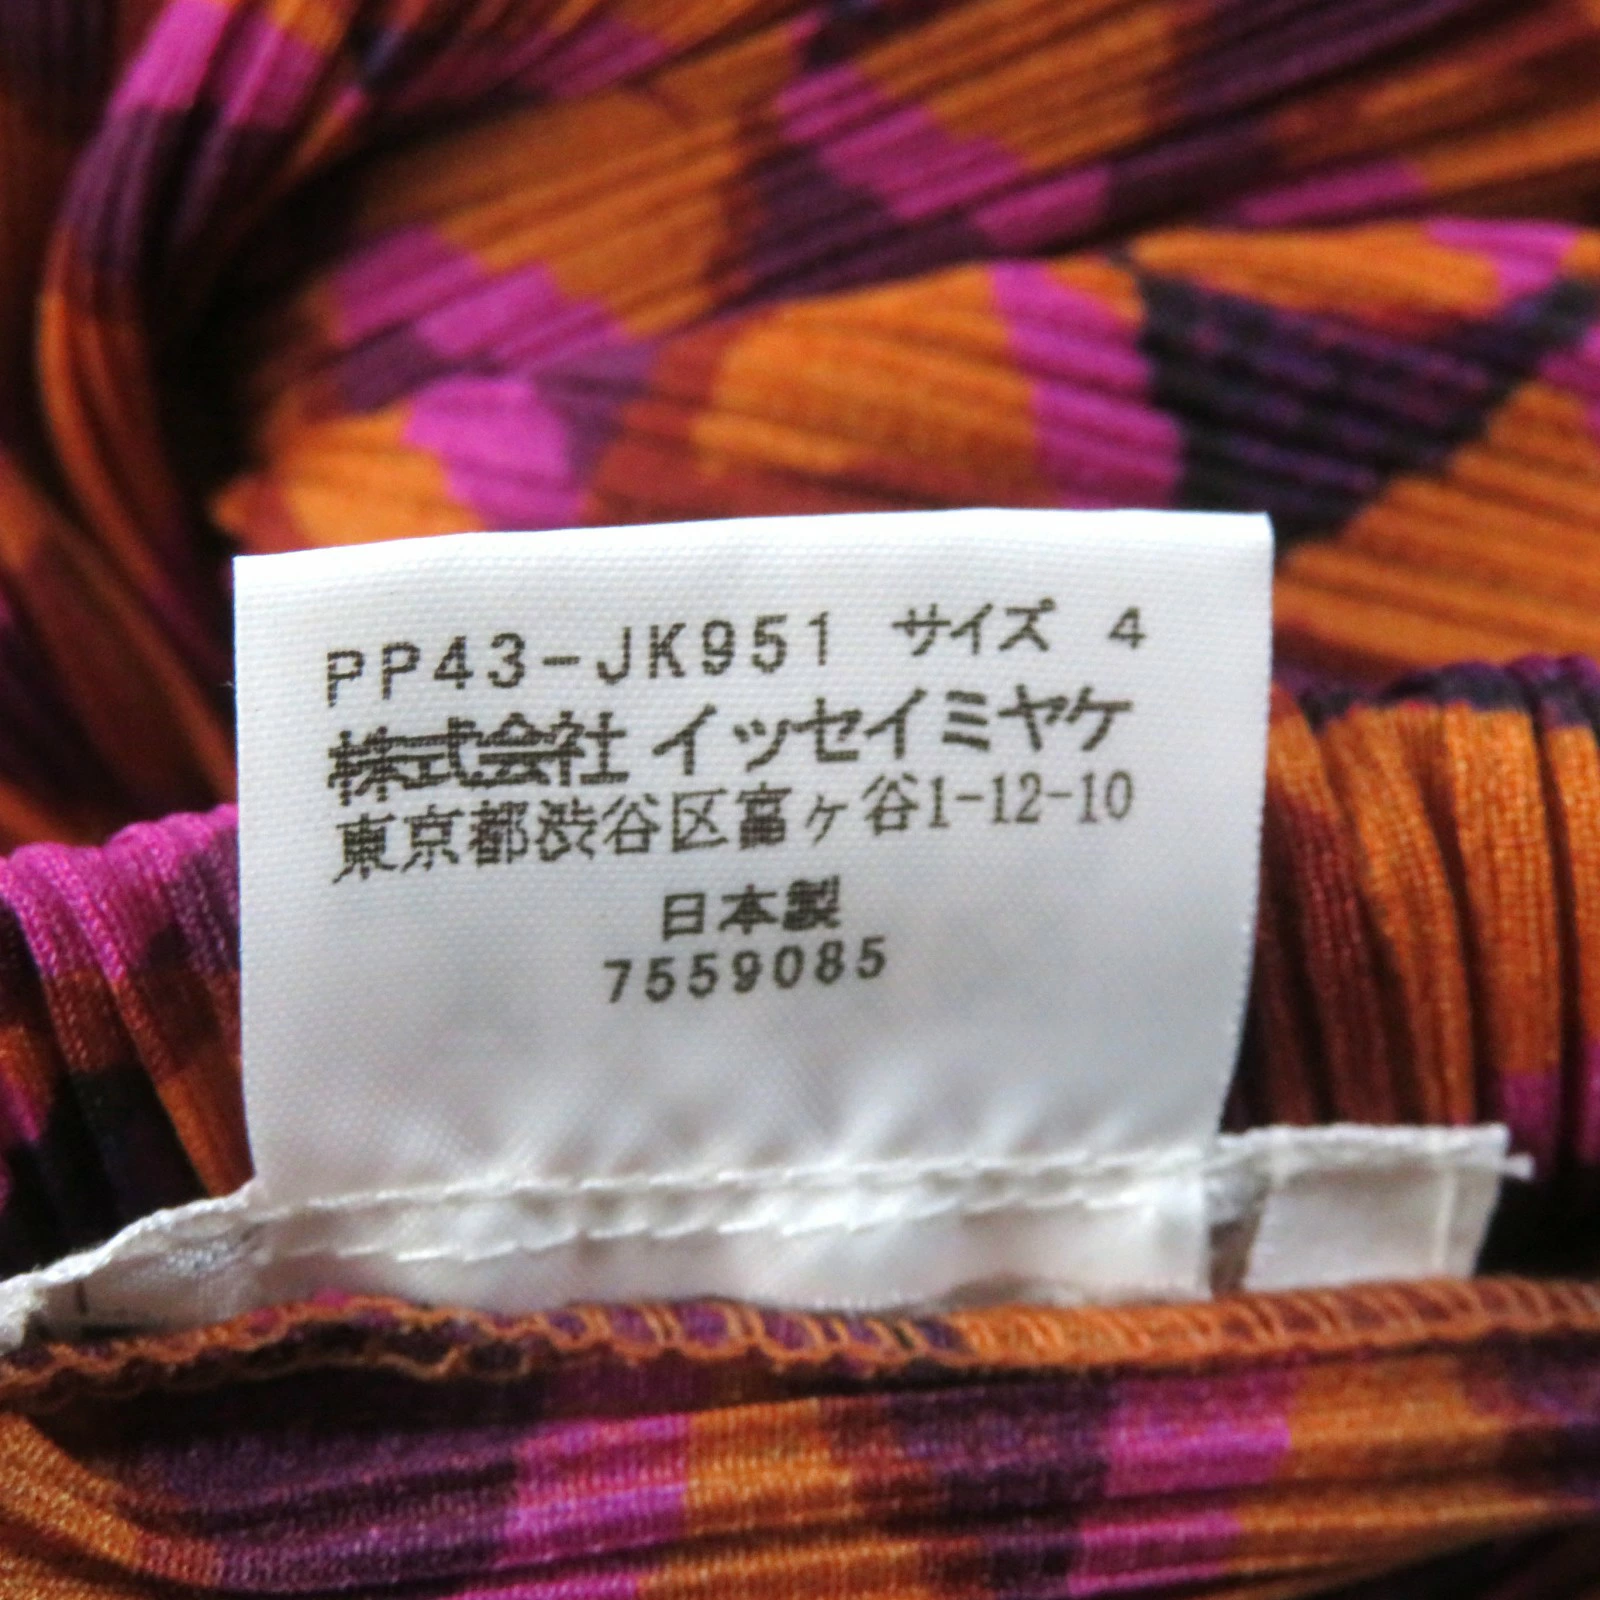 PP43-JK951 サイズ 4
株式会社 イッセイミヤケ
東京都渋谷区富ヶ谷1-12-10
日本製
7559085